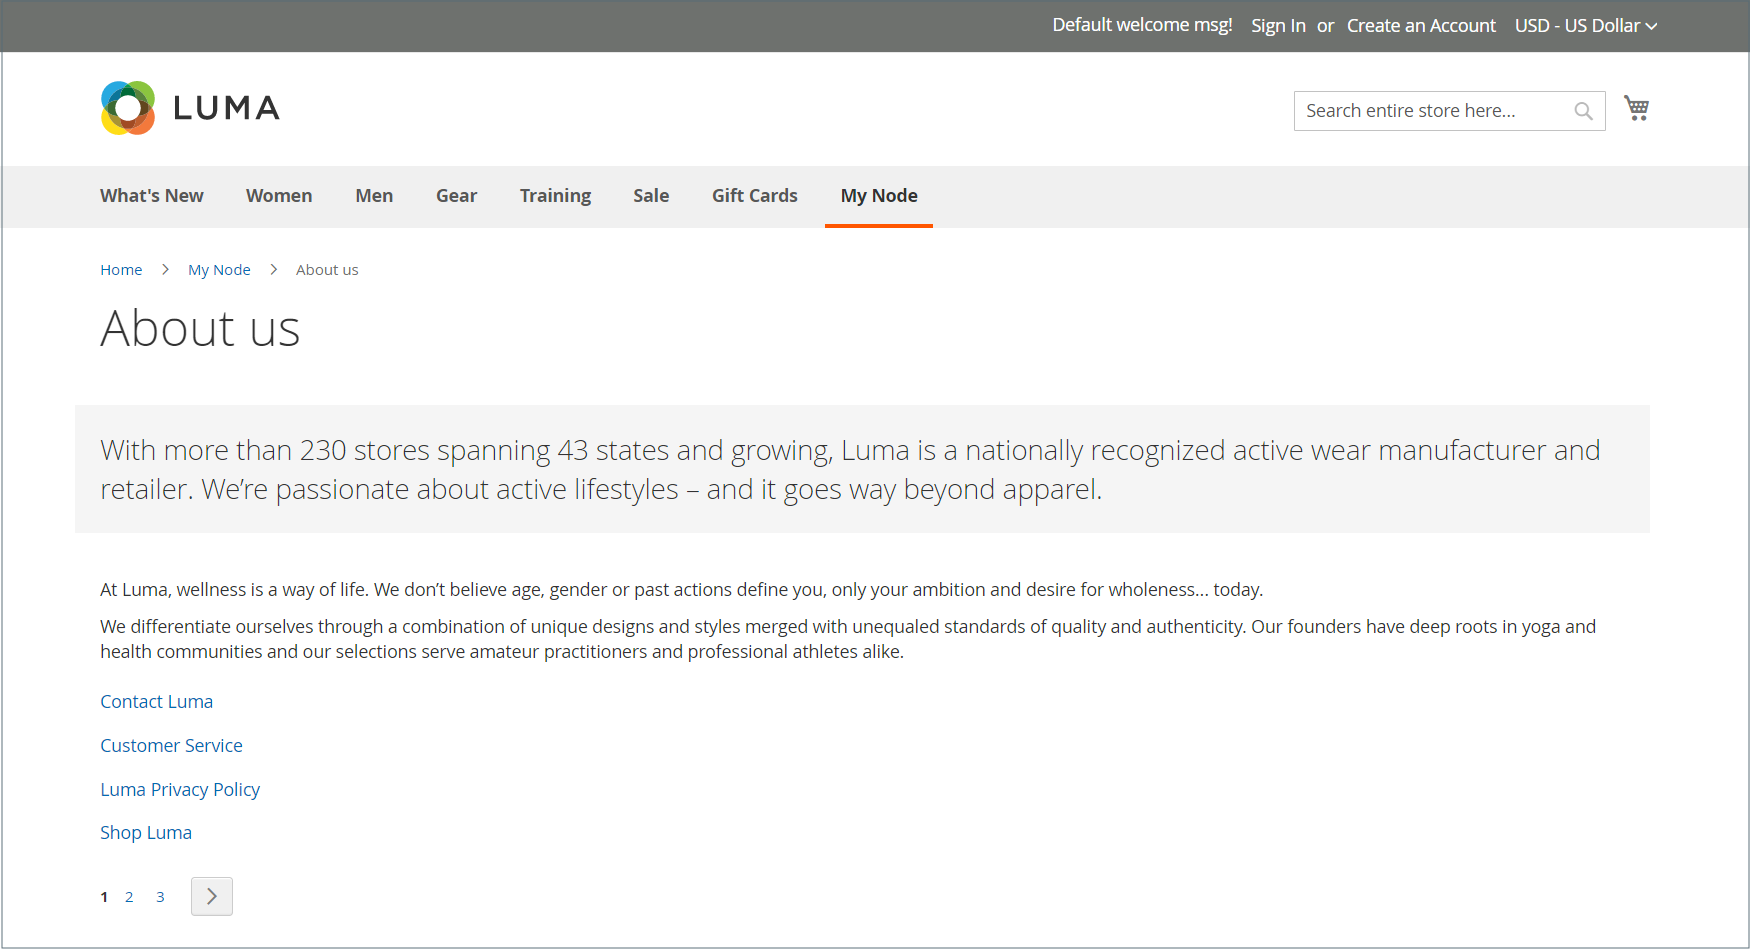 Default welcome msg! Sign In or Create an Account USD - US Dollar
LUMA
Search entire store here...
What's New Women Men Gear Training Sale Gift Cards My Node
Home My Node About us
About us
With more than 230 stores spanning 43 states and growing, Luma is a nationally recognized active wear manufacturer and
retailer. We’re passionate about active lifestyles – and it goes way beyond apparel.
At Luma, wellness is a way of life. We don’t believe age, gender or past actions define you, only your ambition and desire for wholeness... today.
We differentiate ourselves through a combination of unique designs and styles merged with unequaled standards of quality and authenticity. Our founders have deep roots in yoga and
health communities and our selections serve amateur practitioners and professional athletes alike.
Contact Luma
Customer Service
Luma Privacy Policy
Shop Luma
1 2 3